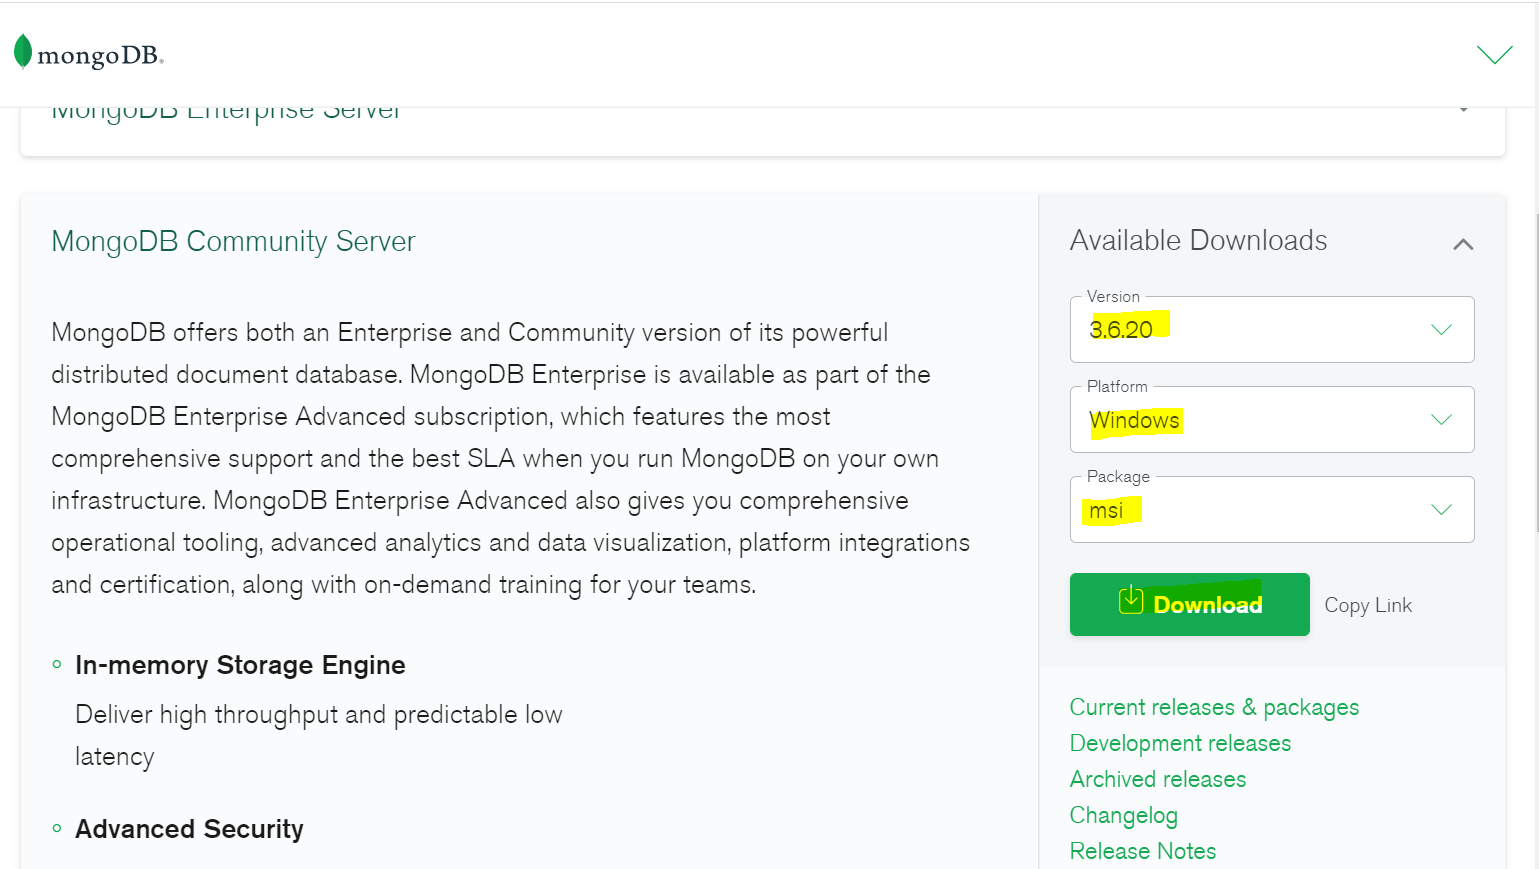 mongoDB®
MongoDB Enterprise Server
MongoDB Community Server
MongoDB offers both an Enterprise and Community version of its powerful
distributed document database. MongoDB Enterprise is available as part of the
MongoDB Enterprise Advanced subscription, which features the most
comprehensive support and the best SLA when you run MongoDB on your own
infrastructure. MongoDB Enterprise Advanced also gives you comprehensive
operational tooling, advanced analytics and data visualization, platform integrations
and certification, along with on-demand training for your teams.
In-memory Storage Engine
Deliver high throughput and predictable low
latency
Advanced Security
Available Downloads
Version
3.6.20
Platform
Windows
Package
msi
Download
Copy Link
Current releases & packages
Development releases
Archived releases
Changelog
Release Notes